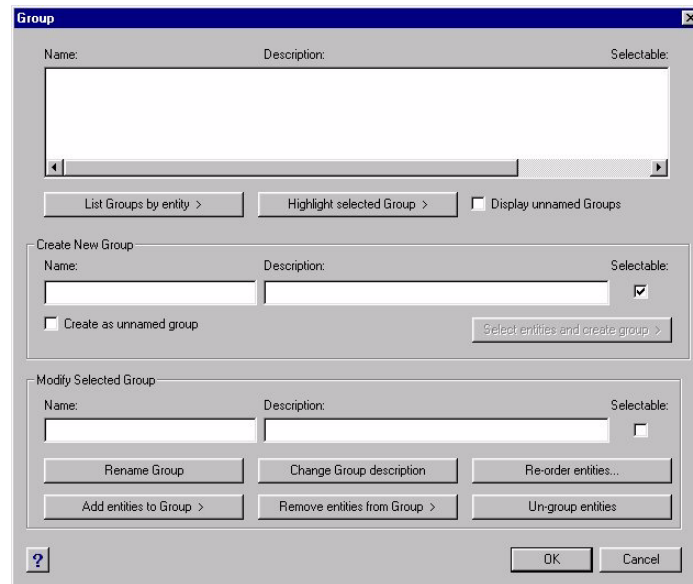 Group
Name: Description: Selectable:
List Groups by entity > Highlight selected Group > Display unnamed Groups
Create New Group
Name: Description: Selectable:
Create as unnamed group
Select entities and create group >
Modify Selected Group
Name: Description: Selectable:
Rename Group Change Group description Re-order entities...
Add entities to Group > Remove entities from Group > Un-group entities
? OK Cancel